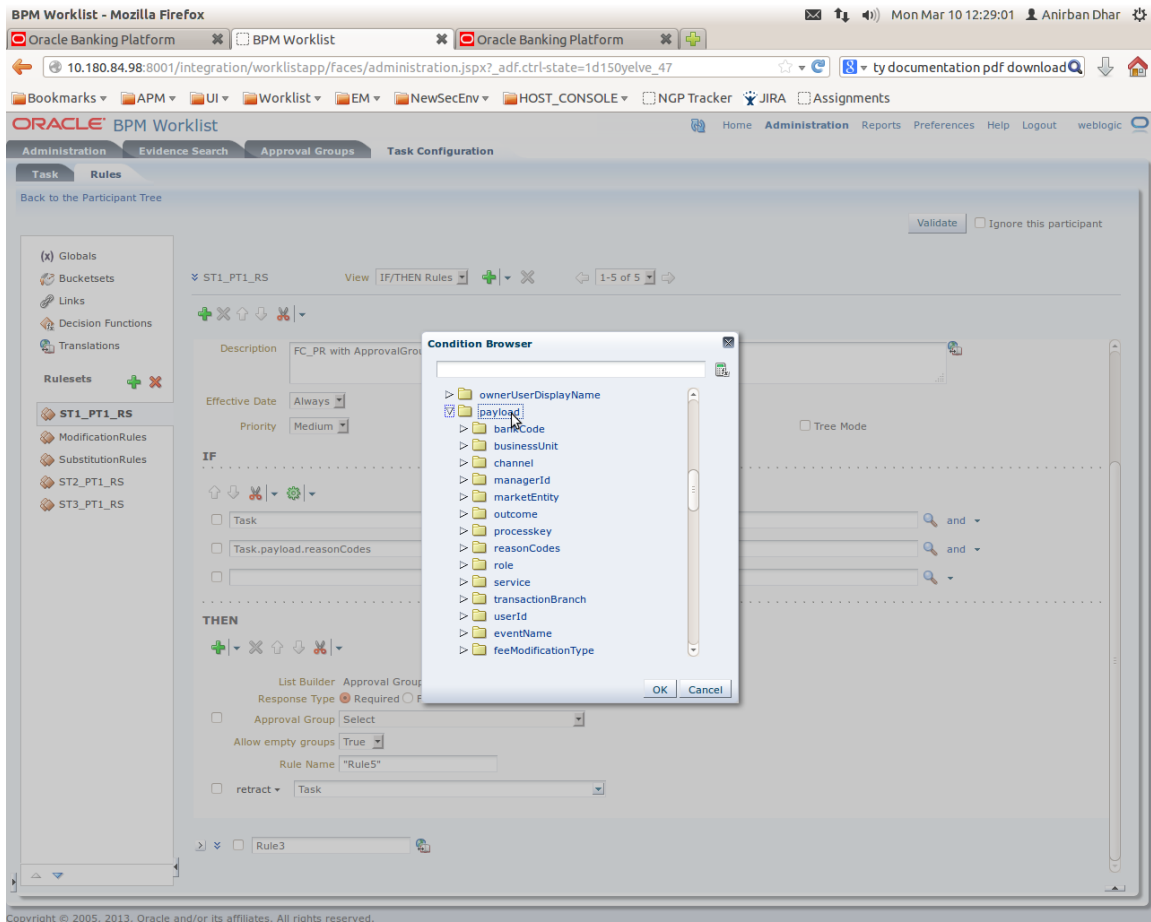 BPM Worklist - Mozilla Firefox
Mon Mar 10 12:29:01 Anirban Dhar
Oracle Banking Platform
BPM Worklist
Oracle Banking Platform
10.180.84.98:8001/integration/worklistapp/faces/administration.jspx?_adf.ctrl-state=1d150yelve_47
ty documentation pdf download
Bookmarks APM UI Worklist EM NewSecEnv HOST_CONSOLE NGP Tracker JIRA Assignments
ORACLE BPM Worklist
Home Administration Reports Preferences Help Logout weblogic
Administration Evidence Search Approval Groups Task Configuration
Task Rules
Back to the Participant Tree
Validate Ignore this participant
(x) Globals
Bucketsets
Links
Decision Functions
Translations
Rulesets
ST1_PT1_RS
ModificationRules
SubstitutionRules
ST2_PT1_RS
ST3_PT1_RS
ST1_PT1_RS View IF/THEN Rules 1-5 of 5
Description FC_PR with ApprovalGrou
Effective Date Always
Priority Medium
Tree Mode
IF
Task
and
Task.payload.reasonCodes
and
THEN
List Builder Approval Group
Response Type Required
Approval Group Select
Allow empty groups True
Rule Name "Rule5"
retract Task
Rule3
Condition Browser
ownerUserDisplayName
payload
bankCode
businessUnit
channel
managerId
marketEntity
outcome
processkey
reasonCodes
role
service
transactionBranch
userId
eventName
feeModificationType
OK Cancel
Copyright © 2005, 2013, Oracle and/or its affiliates. All rights reserved.